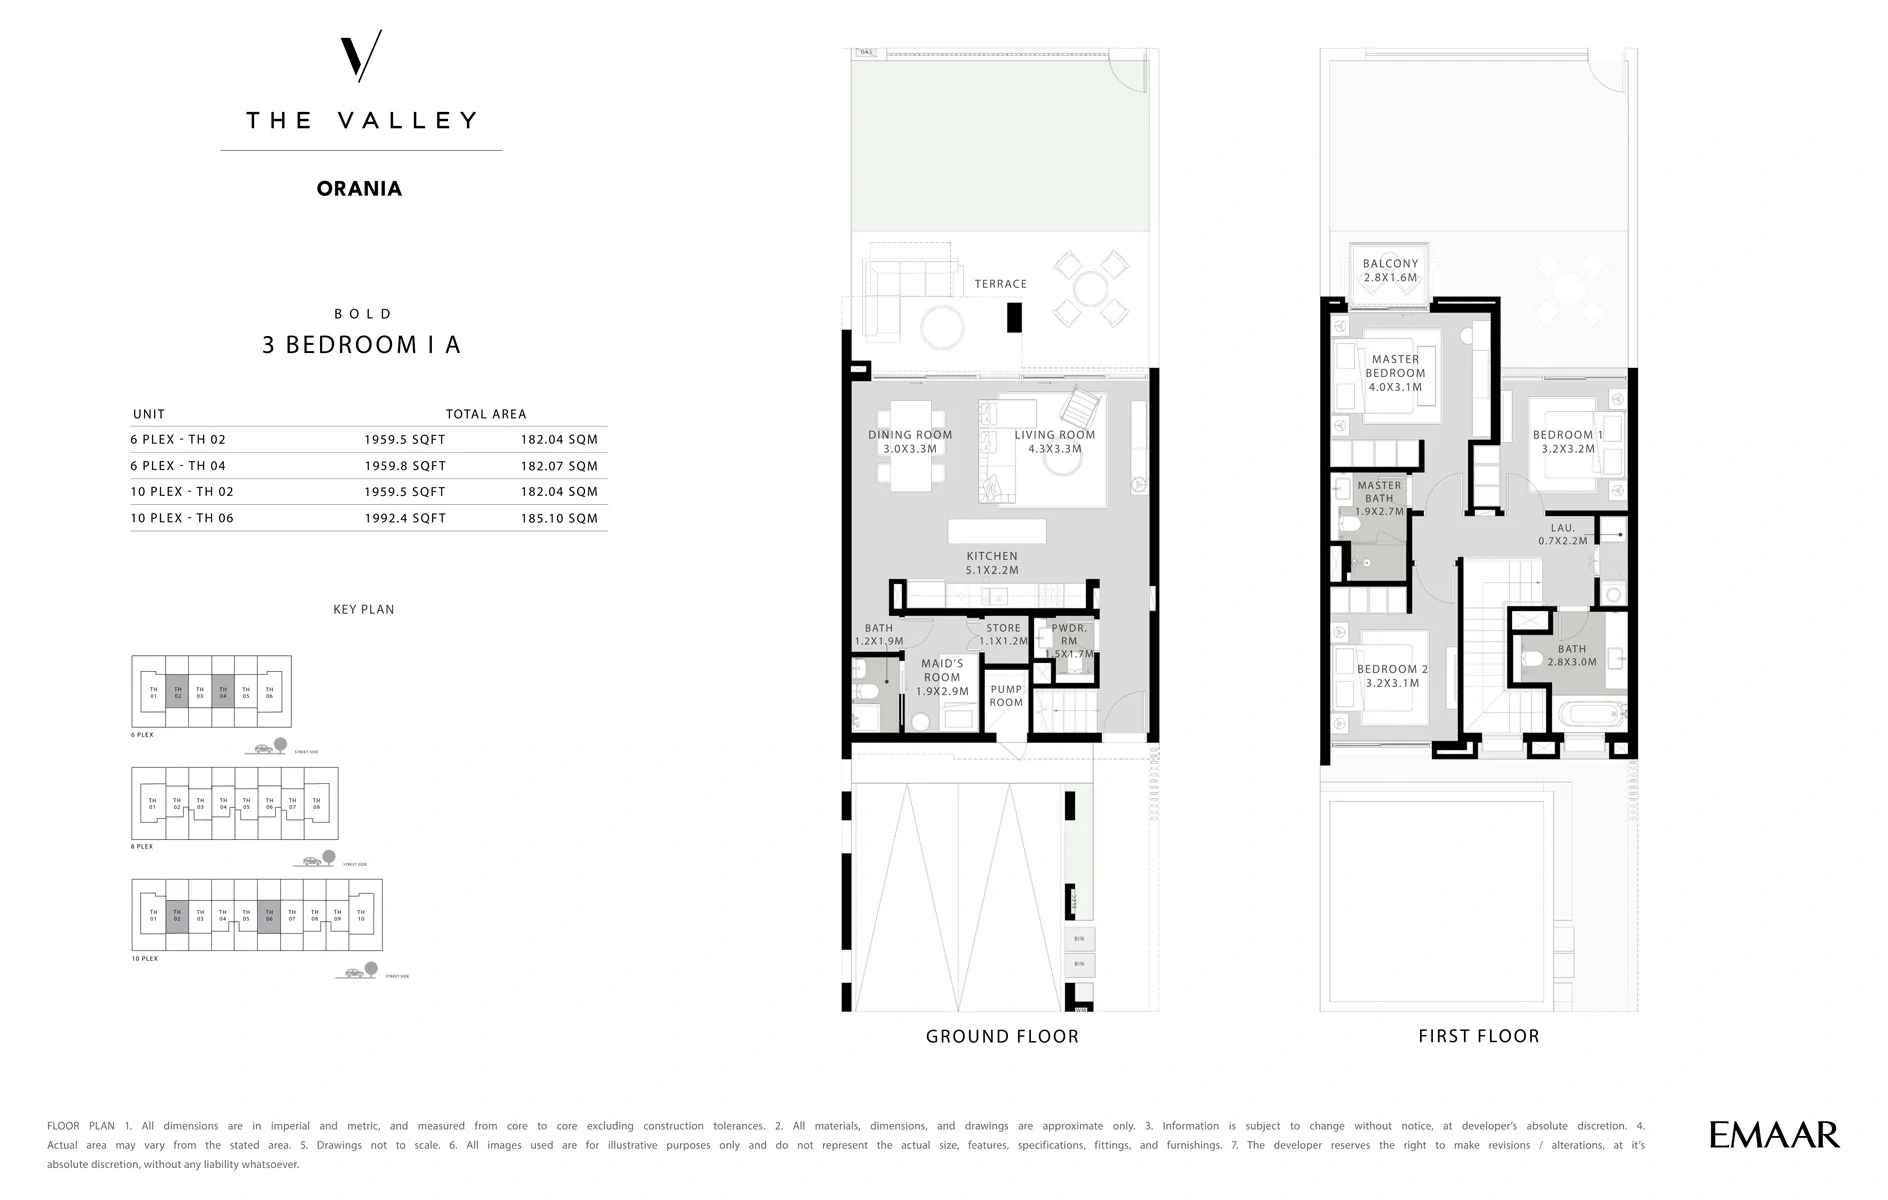 THE VALLEY
ORANIA
BOLD
3 BEDROOM I A
UNIT TOTAL AREA
6 PLEX - TH 02 1959.5 SQFT 182.04 SQM
6 PLEX - TH 04 1959.8 SQFT 182.07 SQM
10 PLEX - TH 02 1959.5 SQFT 182.04 SQM
10 PLEX - TH 06 1992.4 SQFT 185.10 SQM
KEY PLAN
TH 01 TH 02 TH 03 TH 04 TH 05 TH 06
6 PLEX
STREET SIDE
TH 01 TH 02 TH 03 TH 04 TH 05 TH 06 TH 07 TH 08
8 PLEX
STREET SIDE
TH 01 TH 02 TH 03 TH 04 TH 05 TH 06 TH 07 TH 08 TH 09 TH 10
10 PLEX
STREET SIDE
GAS
TERRACE
DINING ROOM
3.0X3.3M
LIVING ROOM
4.3X3.3M
KITCHEN
5.1X2.2M
BATH
1.2X1.9M
STORE
1.1X1.2M
PWDR.
RM
1.5X1.7M
MAID'S
ROOM
1.9X2.9M
PUMP
ROOM
BIN
BIN
GROUND FLOOR
BALCONY
2.8X1.6M
MASTER
BEDROOM
4.0X3.1M
BEDROOM 1
3.2X3.2M
MASTER
BATH
1.9X2.7M
LAU.
0.7X2.2M
BATH
2.8X3.0M
BEDROOM 2
3.2X3.1M
FIRST FLOOR
FLOOR PLAN 1. All dimensions are in imperial and metric, and measured from core to core excluding construction tolerances. 2. All materials, dimensions, and drawings are approximate only. 3. Information is subject to change without notice, at developer's absolute discretion. 4.
Actual area may vary from the stated area. 5. Drawings not to scale. 6. All images used are for illustrative purposes only and do not represent the actual size, features, specifications, fittings, and furnishings. 7. The developer reserves the right to make revisions / alterations, at it's
absolute discretion, without any liability whatsoever.
EMAAR